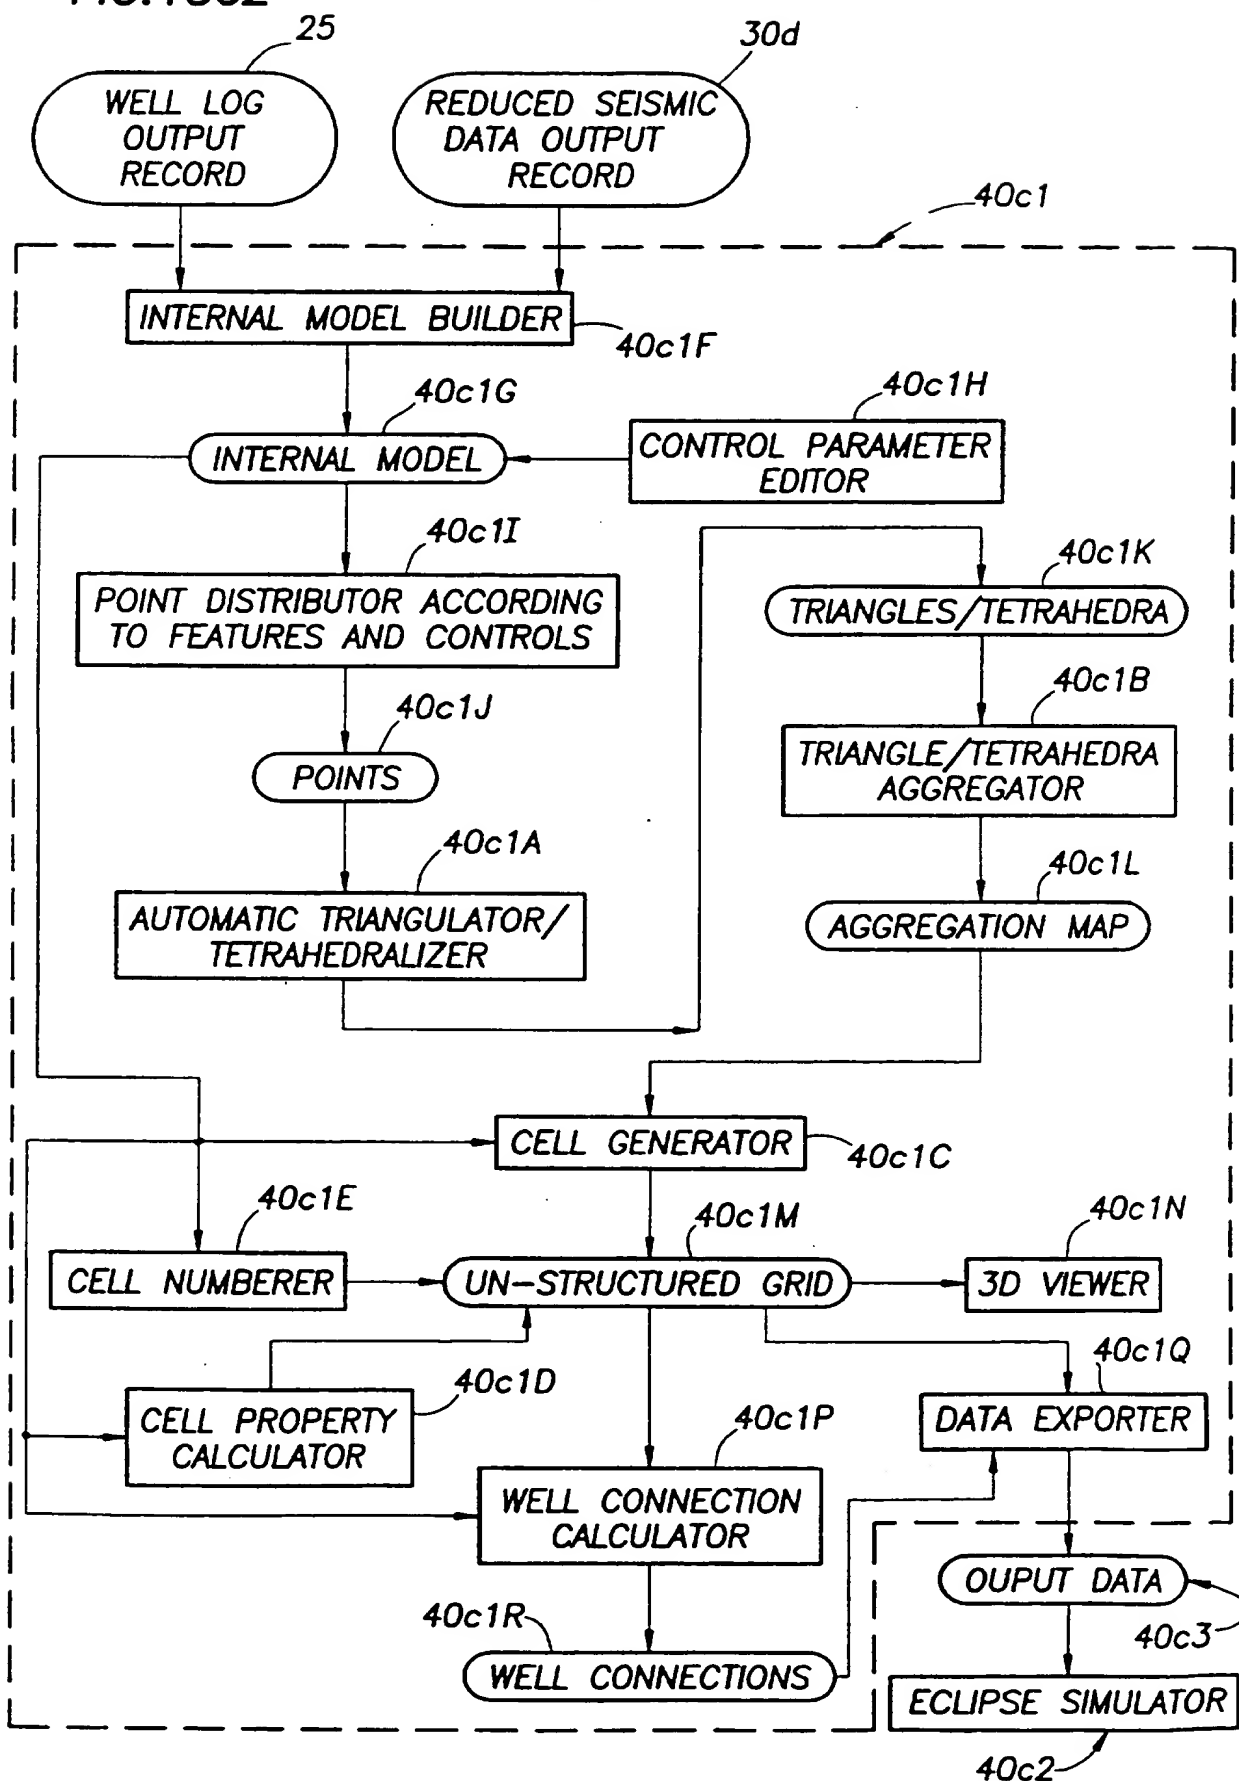 25
30d
WELL LOG
OUTPUT
RECORD
REDUCED SEISMIC
DATA OUTPUT
RECORD
40c1
INTERNAL MODEL BUILDER
40c1F
40c1G
40c1H
INTERNAL MODEL
CONTROL PARAMETER
EDITOR
40c1I
40c1K
POINT DISTRIBUTOR ACCORDING
TO FEATURES AND CONTROLS
TRIANGLES/TETRAHEDRA
40c1J
40c1B
POINTS
TRIANGLE/TETRAHEDRA
AGGREGATOR
40c1A
40c1L
AUTOMATIC TRIANGULATOR/
TETRAHEDRALIZER
AGGREGATION MAP
CELL GENERATOR
40c1C
40c1E
40c1M
40c1N
CELL NUMBERER
UN-STRUCTURED GRID
3D VIEWER
40c1D
40c1Q
CELL PROPERTY
CALCULATOR
40c1P
DATA EXPORTER
WELL CONNECTION
CALCULATOR
OUPUT DATA
40c1R
40c3
WELL CONNECTIONS
ECLIPSE SIMULATOR
40c2